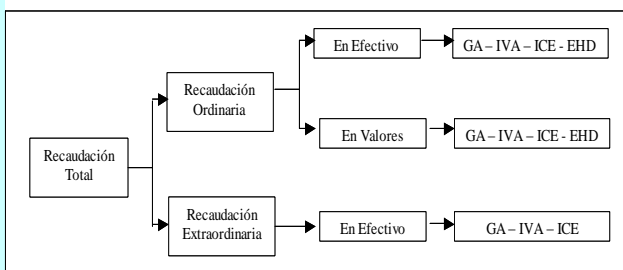 En Efectivo
GA – IVA – ICE - EHD
Recaudación
Ordinaria
En Valores
GA – IVA – ICE - EHD
Recaudación
Total
Recaudación
Extraordinaria
En Efectivo
GA – IVA – ICE